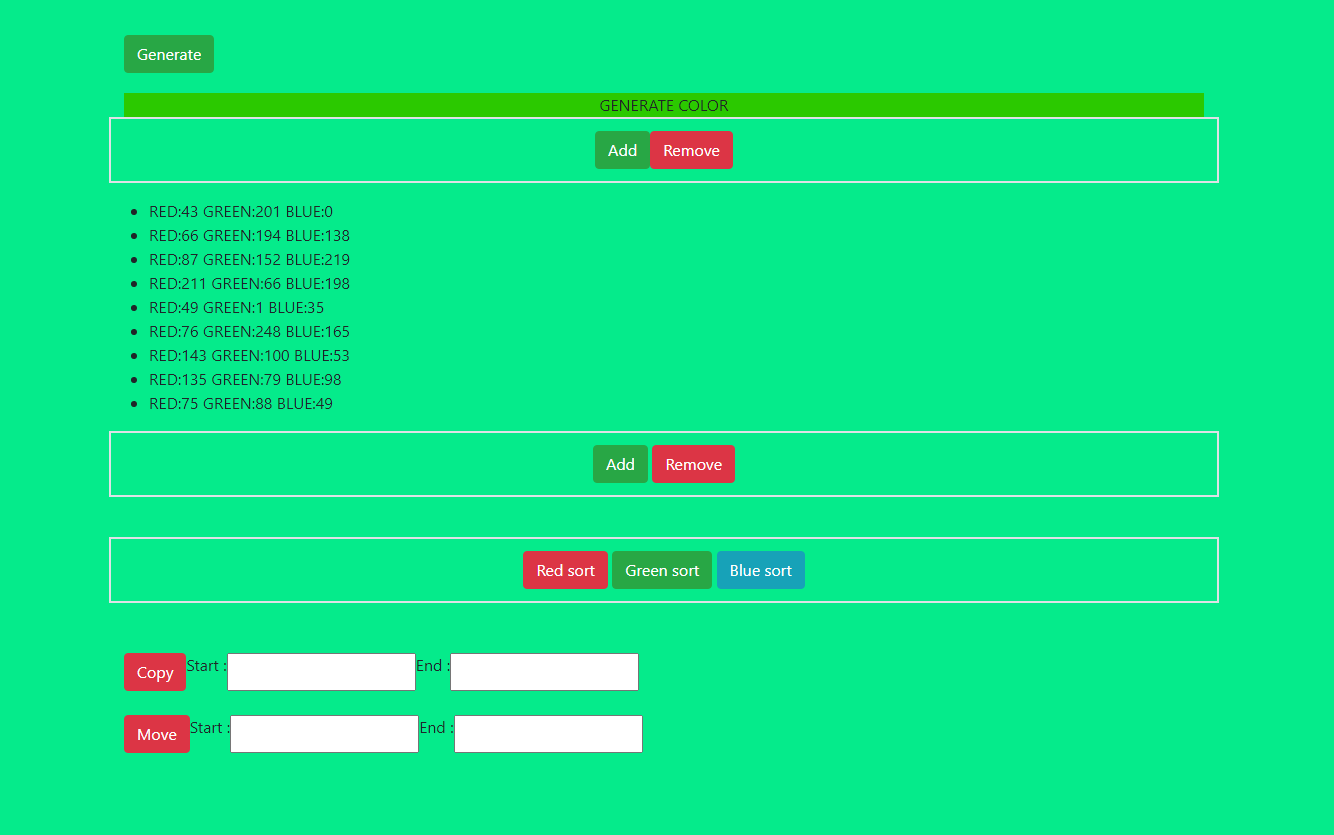 Generate
GENERATE COLOR
Add Remove
RED:43 GREEN:201 BLUE:0
RED:66 GREEN:194 BLUE:138
RED:87 GREEN:152 BLUE:219
RED:211 GREEN:66 BLUE:198
RED:49 GREEN:1 BLUE:35
RED:76 GREEN:248 BLUE:165
RED:143 GREEN:100 BLUE:53
RED:135 GREEN:79 BLUE:98
RED:75 GREEN:88 BLUE:49
Add Remove
Red sort Green sort Blue sort
Copy Start : End :
Move Start : End :